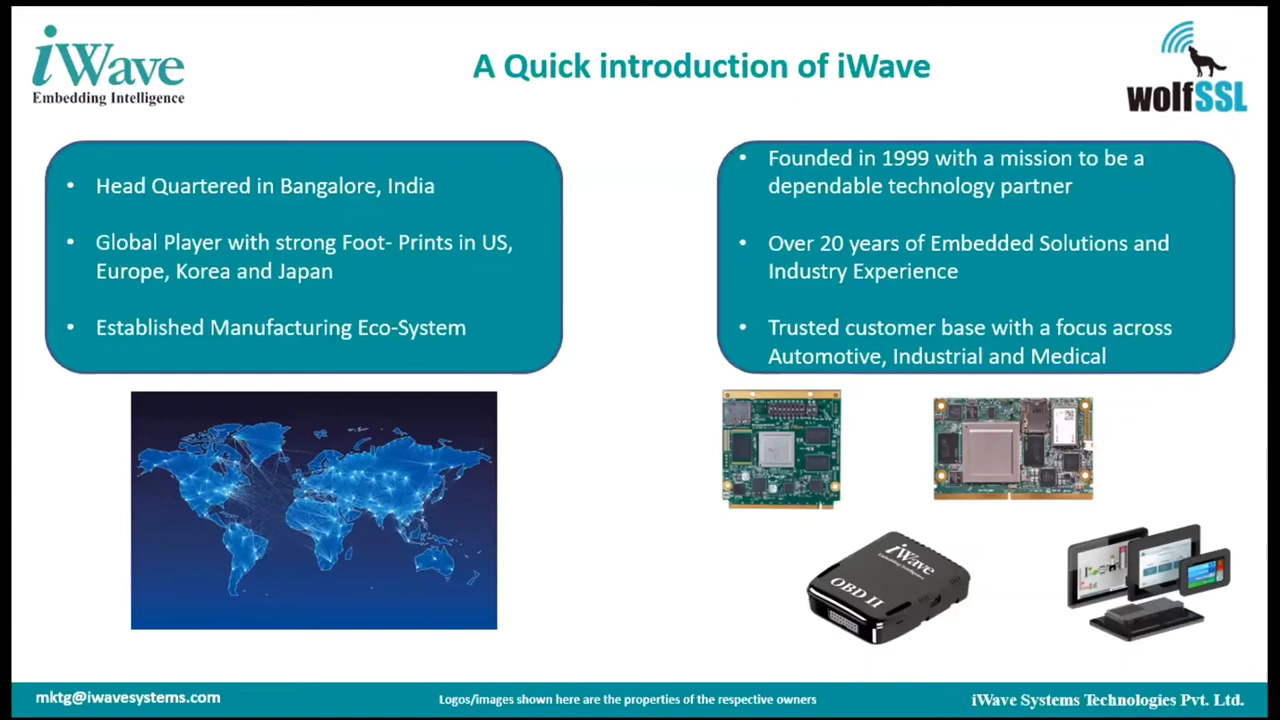 iWave
Embedding Intelligence
A Quick introduction of iWave
wolfSSL
• Head Quartered in Bangalore, India
• Global Player with strong Foot- Prints in US,
Europe, Korea and Japan
• Established Manufacturing Eco-System
• Founded in 1999 with a mission to be a
dependable technology partner
• Over 20 years of Embedded Solutions and
Industry Experience
• Trusted customer base with a focus across
Automotive, Industrial and Medical
iWave
Embedding Intelligence
OBD II
mktg@iwavesystems.com
Logos/images shown here are the properties of the respective owners
iWave Systems Technologies Pvt. Ltd.